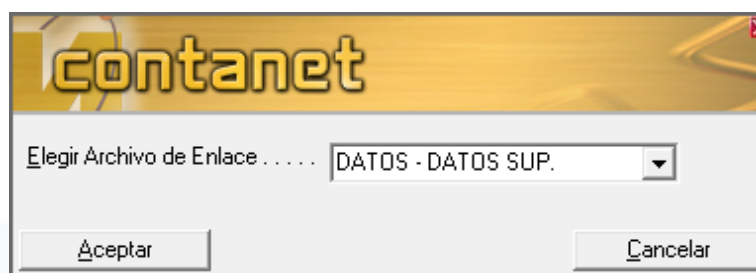 contanet
Elegir Archivo de Enlace . . . . . DATOS - DATOS SUP.
Aceptar Cancelar